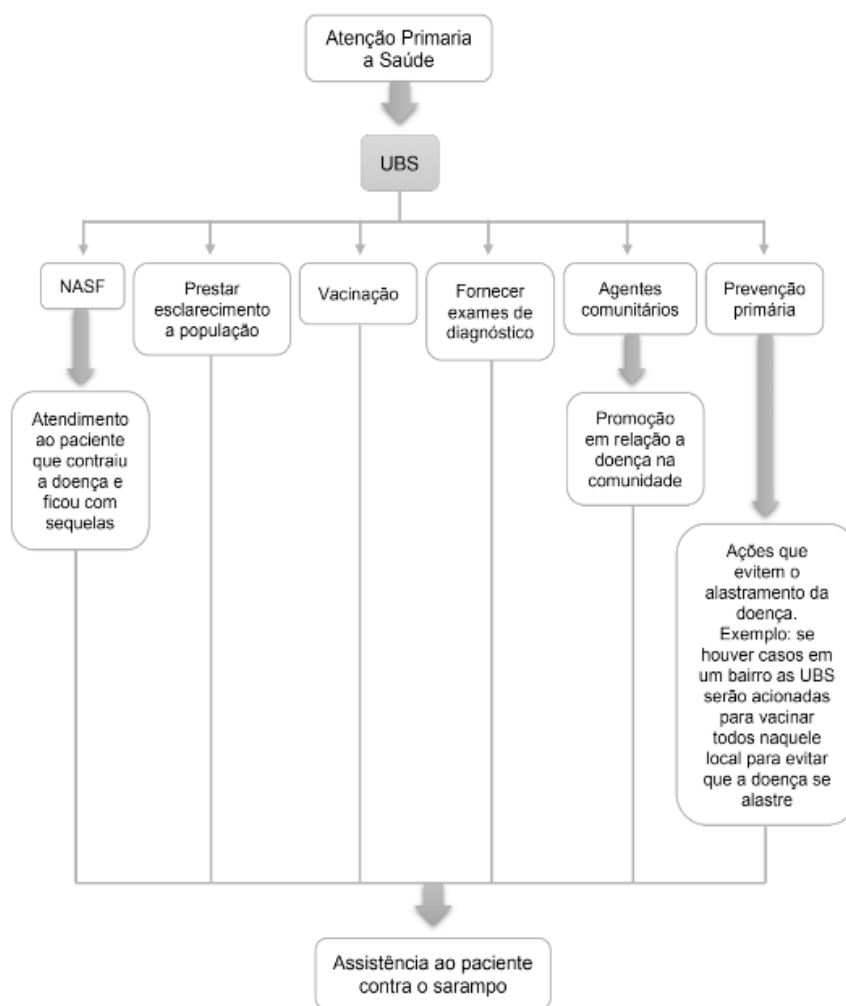 Atenção Primaria
a Saúde
UBS
NASF
Prestar
esclarecimento
a população
Vacinação
Fornecer
exames de
diagnóstico
Agentes
comunitários
Prevenção
primária
Atendimento
ao paciente
que contraiu
a doença e
ficou com
sequelas
Promoção
em relação a
doença na
comunidade
Ações que
evitem o
alastramento da
doença.
Exemplo: se
houver casos em
um bairro as UBS
serão acionadas
para vacinar
todos naquele
local para evitar
que a doença se
alastre
Assistência ao paciente
contra o sarampo